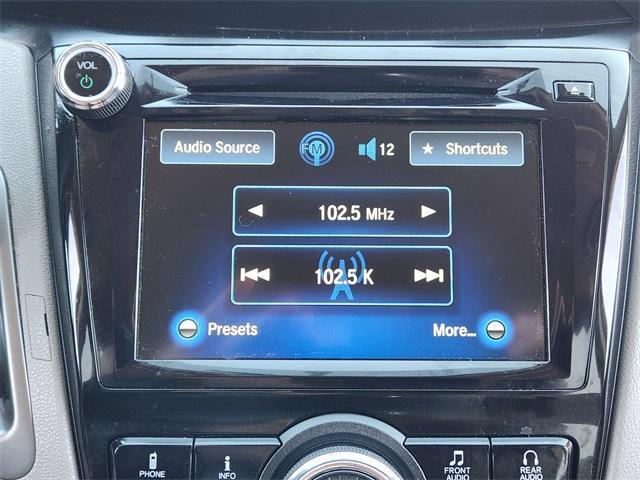 VOL
Audio Source
FM
12
★ Shortcuts
102.5 MHz
102.5 K
Presets
More...
PHONE
INFO
FRONT AUDIO
REAR AUDIO